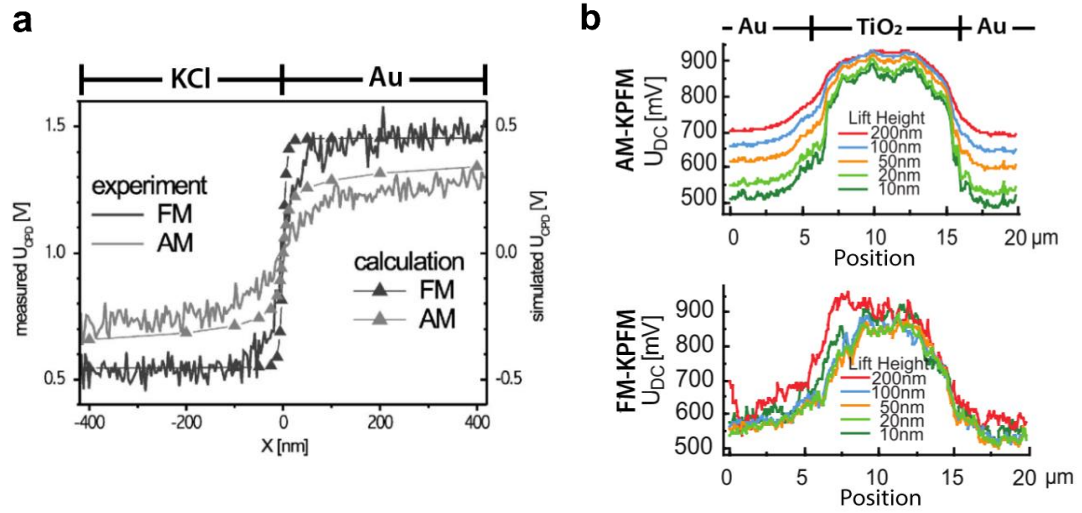 a
KCl Au
1.5
1.0
0.5
measured U_CPD [V]
experiment
FM
AM
calculation
FM
AM
0.5
0.0
-0.5
simulated U_CPD [V]
-400 -200 0 200 400
X [nm]
b
Au TiO₂ Au
AM-KPFM
U_DC [mV]
900
800
700
600
500
Lift Height
200nm
100nm
50nm
20nm
10nm
0 5 10 15 20 μm
Position
FM-KPFM
U_DC [mV]
900
800
700
600
500
Lift Height
200nm
100nm
50nm
20nm
10nm
0 5 10 15 20 μm
Position